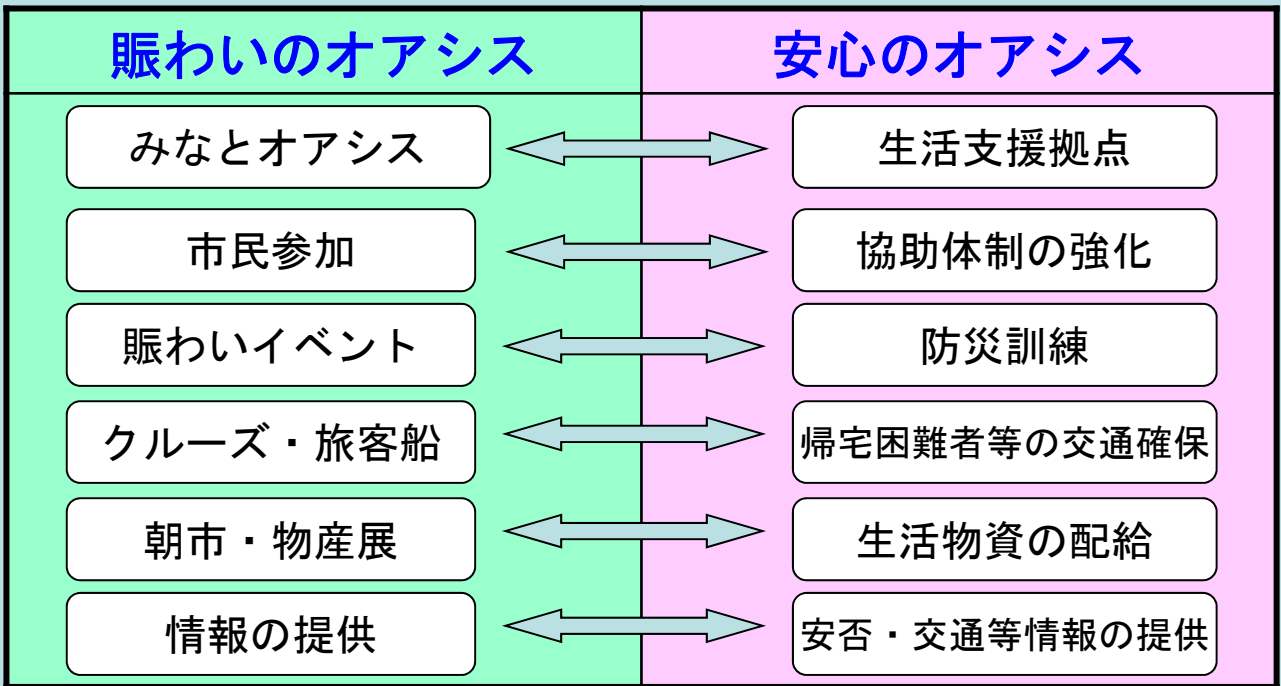 賑わいのオアシス
安心のオアシス
みなとオアシス
生活支援拠点
市民参加
協助体制の強化
賑わいイベント
防災訓練
クルーズ・旅客船
帰宅困難者等の交通確保
朝市・物産展
生活物資の配給
情報の提供
安否・交通等情報の提供